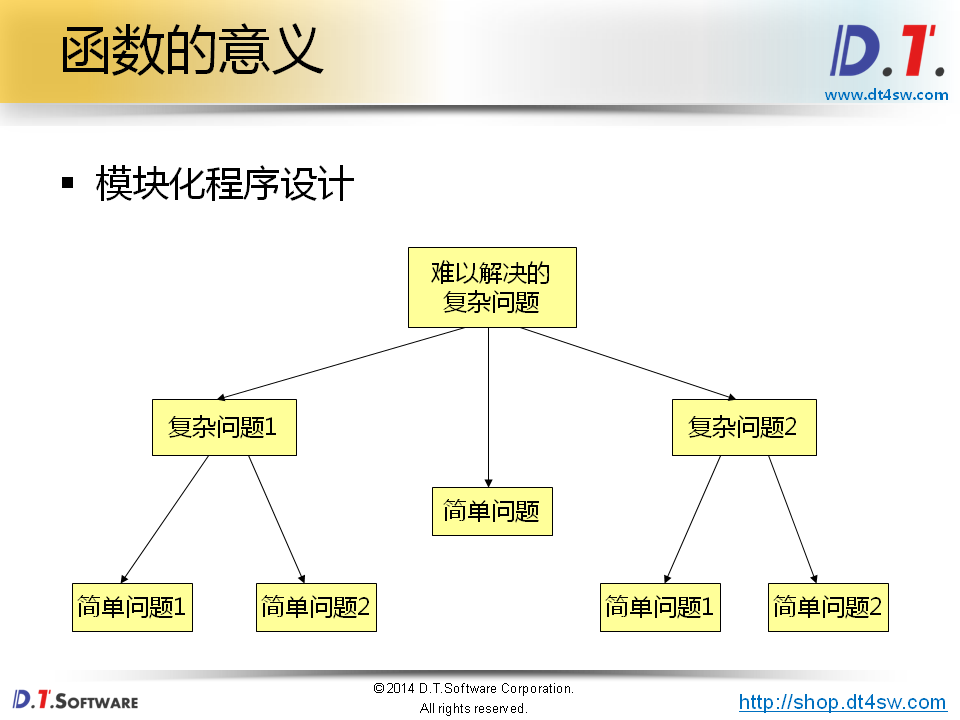 函数的意义
D.T.
www.dt4sw.com
▪ 模块化程序设计
难以解决的
复杂问题
复杂问题1
复杂问题2
简单问题
简单问题1
简单问题2
简单问题1
简单问题2
D.T.SOFTWARE
©2014 D.T.Software Corporation.
All rights reserved.
http://shop.dt4sw.com